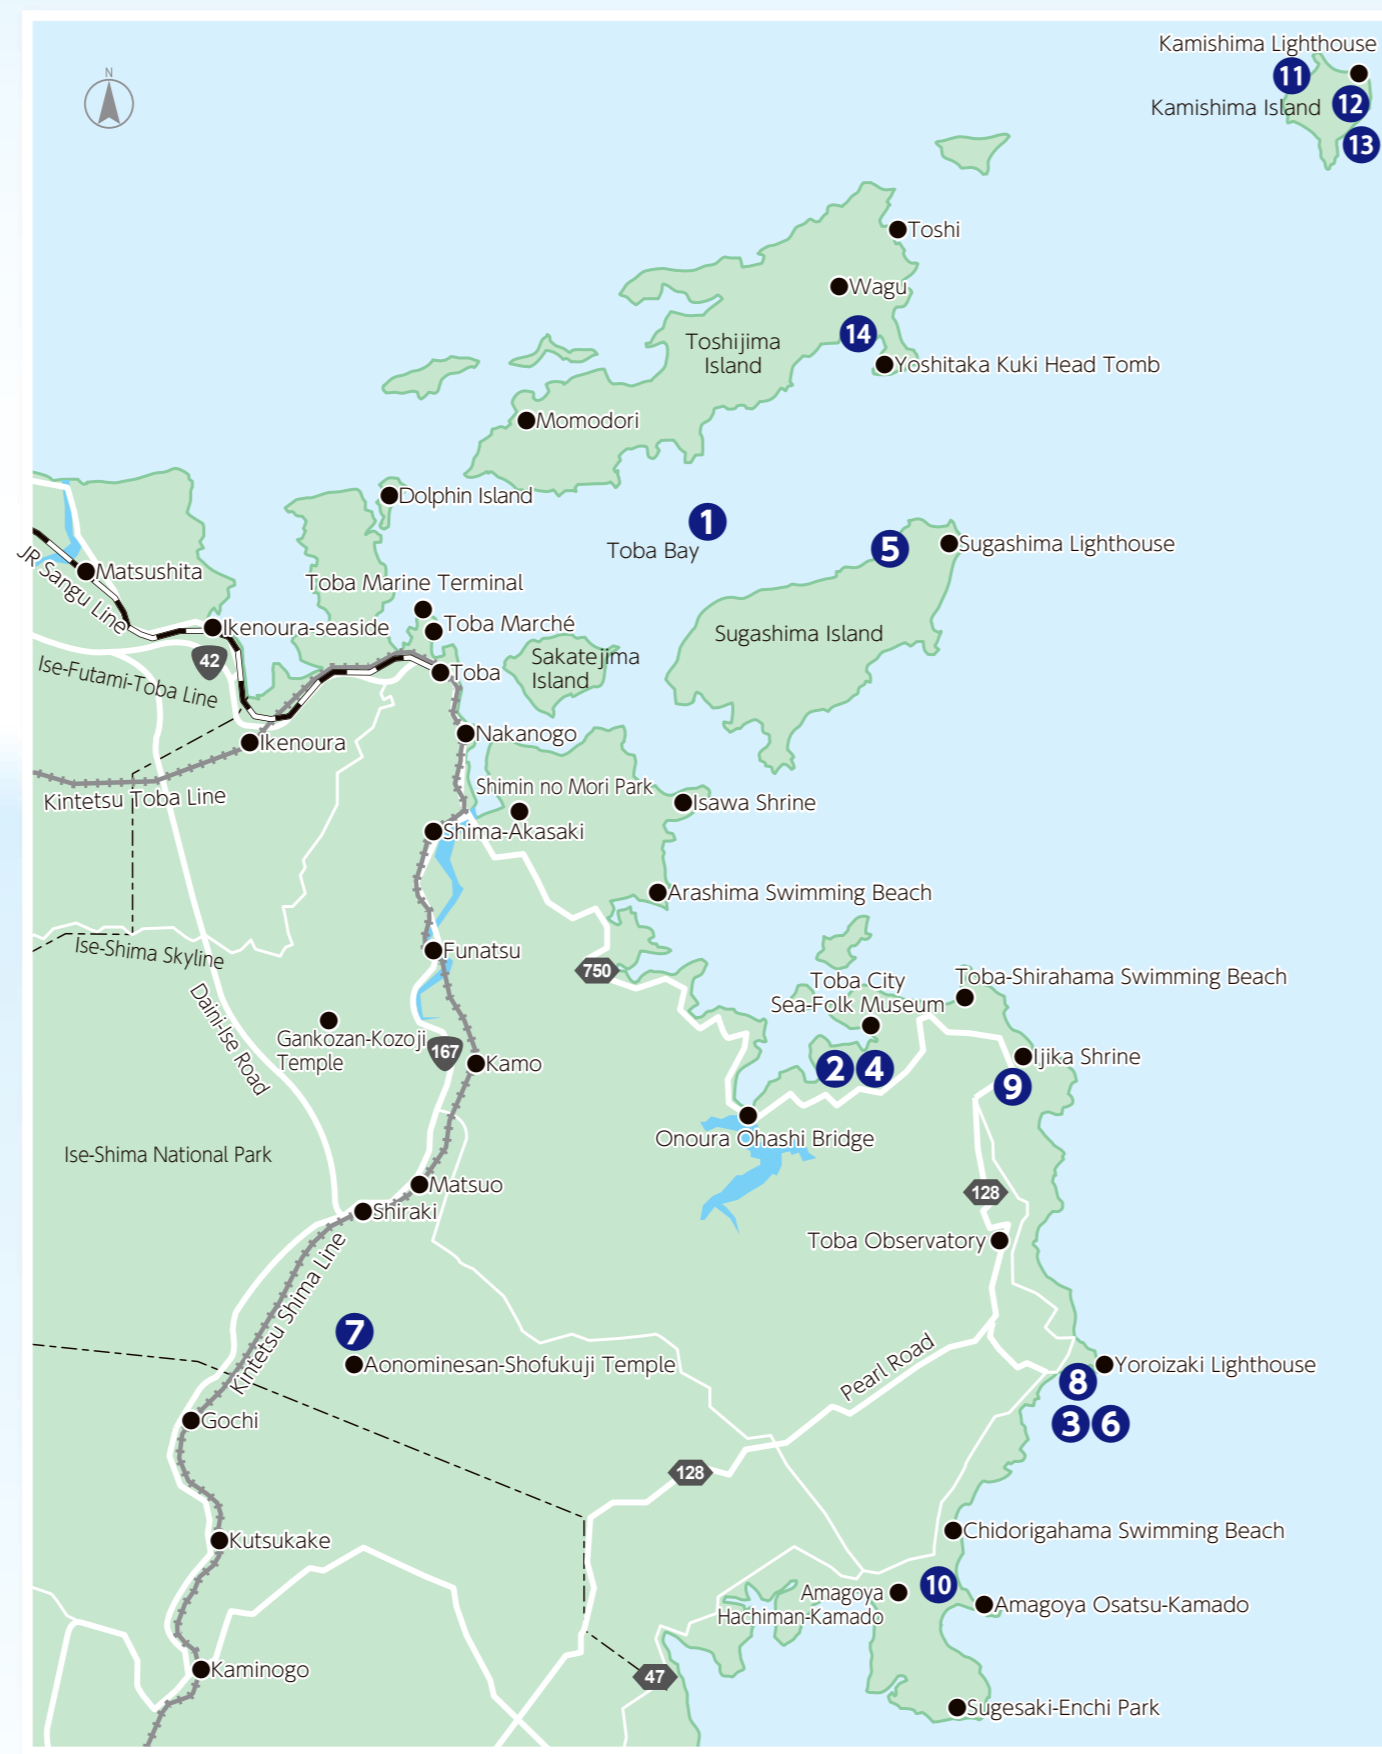 N
Kamishima Lighthouse
11
Kamishima Island
12
13
Toshi
Wagu
14
Toshijima
Island
Yoshitaka Kuki Head Tomb
Momodori
Dolphin Island
1
Toba Bay
5
Sugashima Lighthouse
Matsushita
JR Sangu Line
Toba Marine Terminal
Toba Marché
Ikenoura-seaside
Sugashima Island
42
Ise-Futami-Toba Line
Sakatejima
Island
Toba
Nakanogo
Ikenoura
Kintetsu Toba Line
Shimin no Mori Park
Isawa Shrine
Shima-Akasaki
Arashima Swimming Beach
Ise-Shima Skyline
Funatsu
750
Toba City
Sea-Folk Museum
Toba-Shirahama Swimming Beach
Daini-Ise Road
Gankozan-Kozoji
Temple
167
Kamo
2
4
Ijika Shrine
9
Onoura Ohashi Bridge
Ise-Shima National Park
Matsuo
128
Shiraki
Toba Observatory
Kintetsu Shima Line
7
Aonominesan-Shofukuji Temple
Pearl Road
Yoroizaki Lighthouse
8
3
6
Gochi
128
Chidorigahama Swimming Beach
Kutsukake
Amagoya
Hachiman-Kamado
10
Amagoya Osatsu-Kamado
Kaminogo
47
Sugesaki-Enchi Park